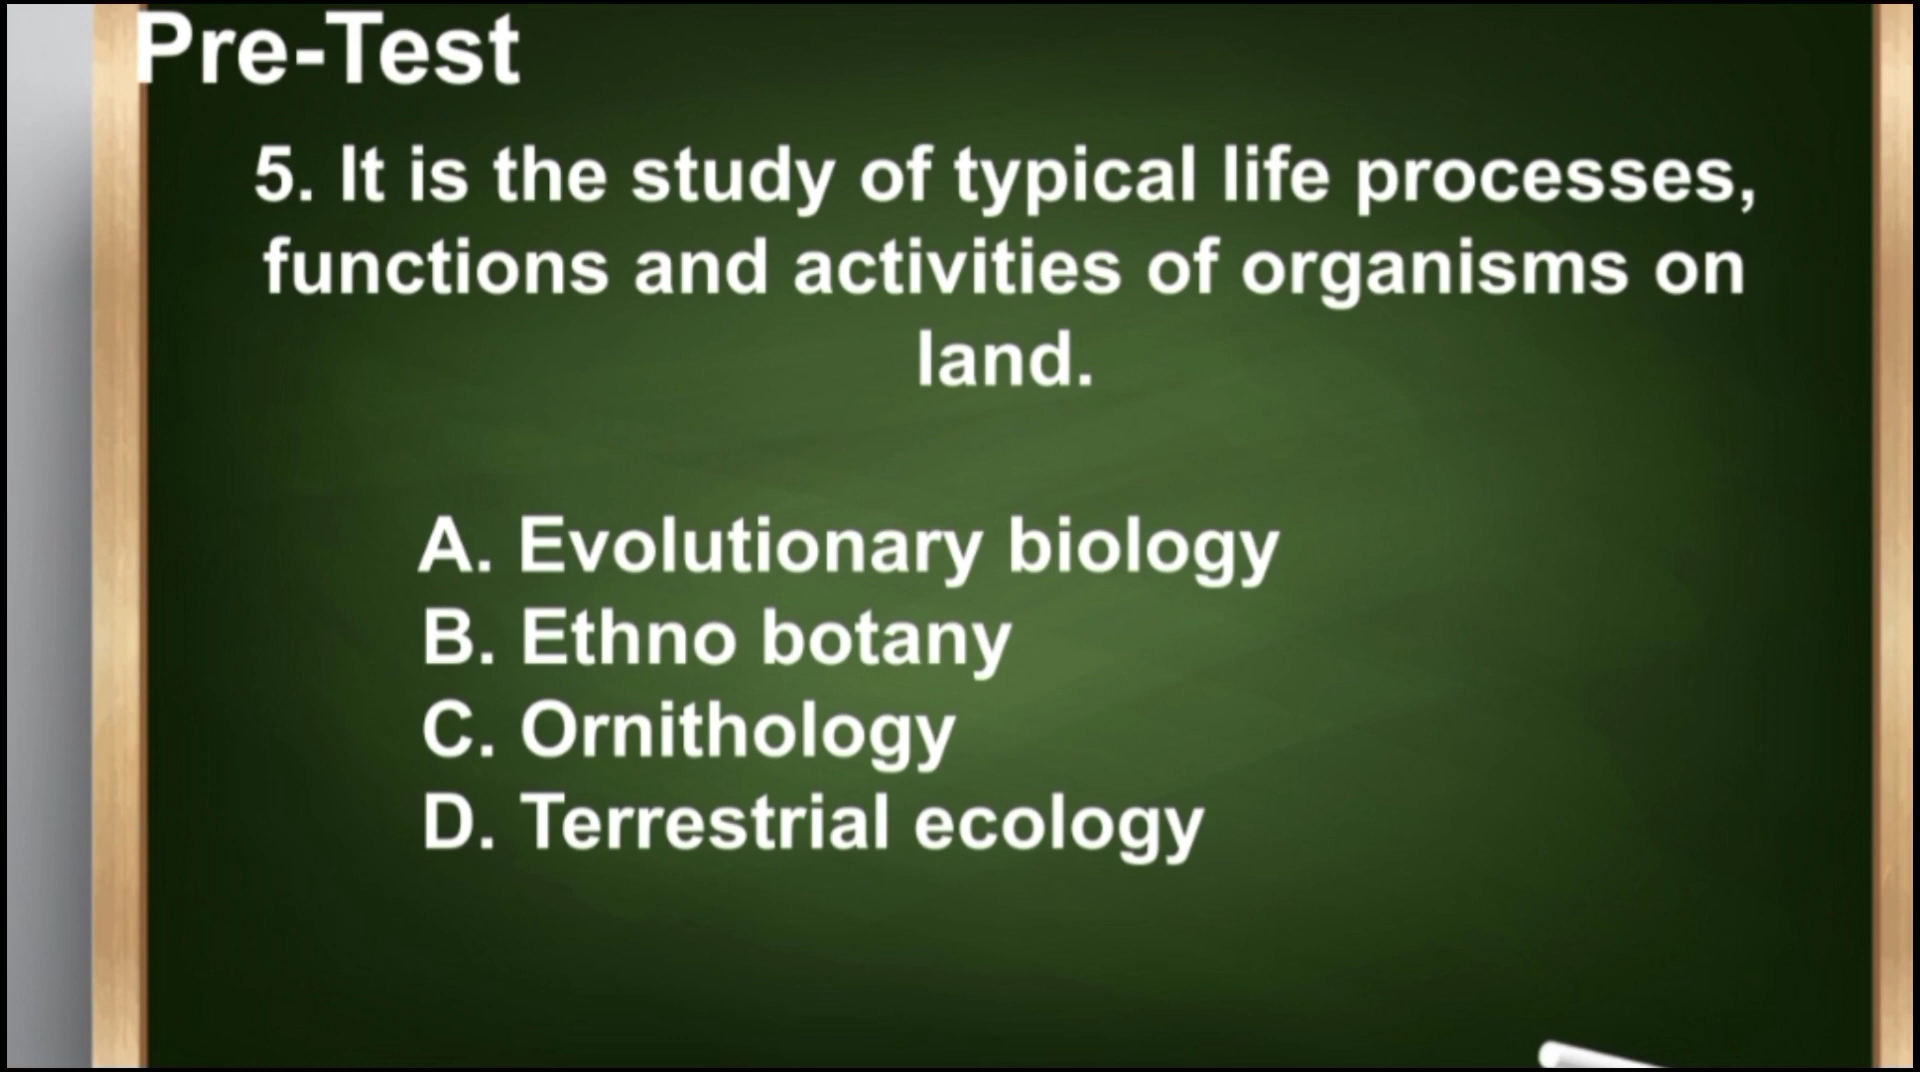 Pre-Test
5. It is the study of typical life processes,
functions and activities of organisms on
land.
A. Evolutionary biology
B. Ethno botany
C. Ornithology
D. Terrestrial ecology